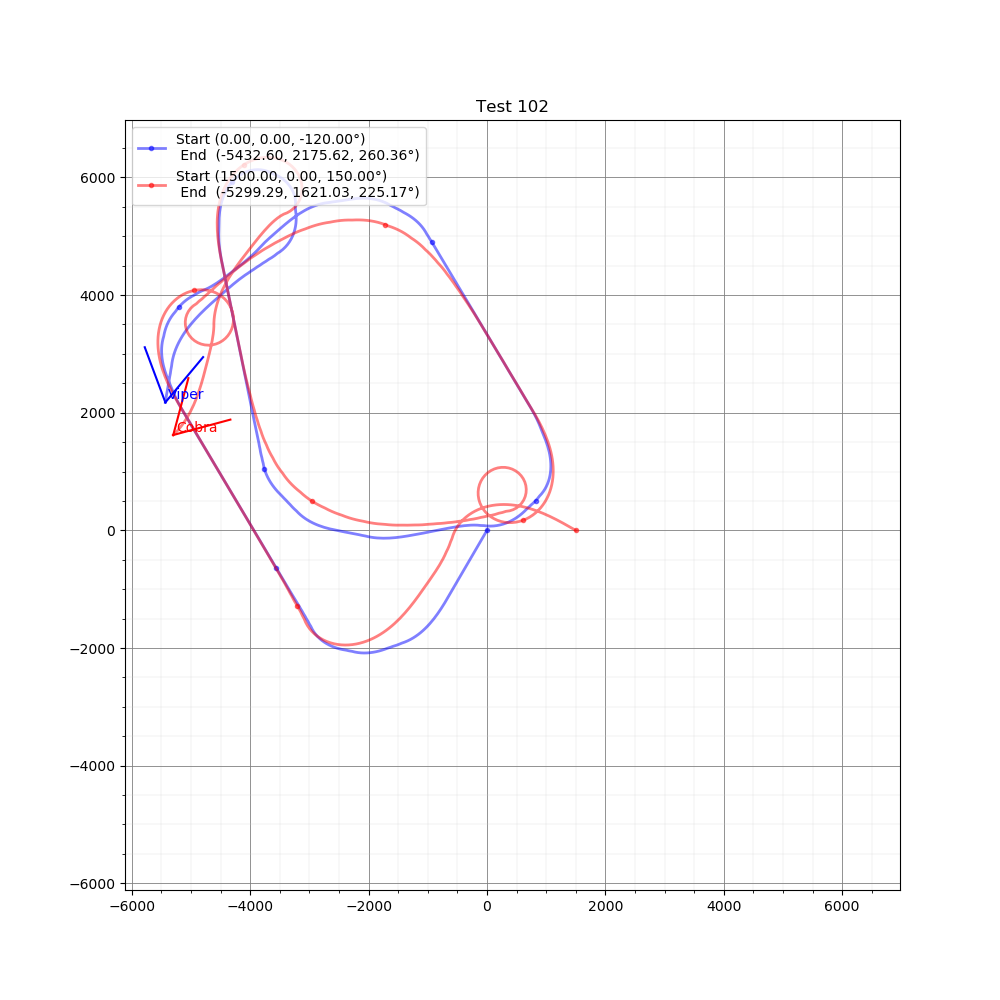 Test 102
Start (0.00, 0.00, -120.00°)
End (-5432.60, 2175.62, 260.36°)
Start (1500.00, 0.00, 150.00°)
End (-5299.29, 1621.03, 225.17°)
6000
4000
2000
0
−2000
−4000
−6000
Viper
Cobra
−6000 −4000 −2000 0 2000 4000 6000